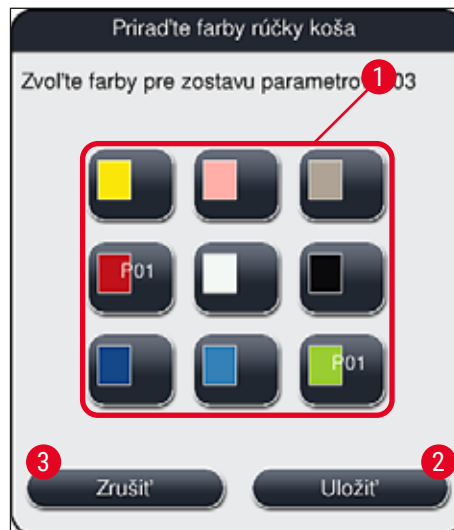 Priraďte farby rúčky koša
Zvoľte farby pre zostavu parametro 03
1
P01
P01
3
2
Zrušiť
Uložiť